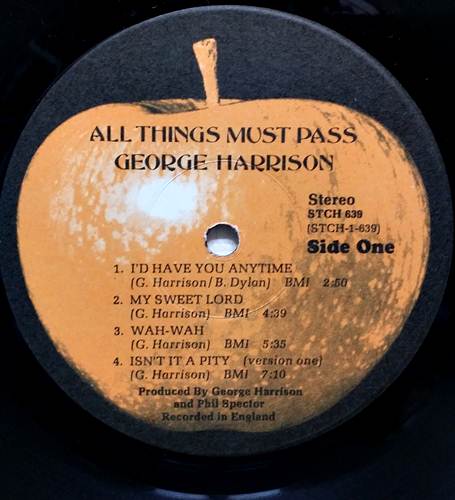 ALL THINGS MUST PASS
GEORGE HARRISON
Stereo
STCH 639
(STCH-1-639)
Side One
1. I'D HAVE YOU ANYTIME
(G. Harrison/B. Dylan) BMI 2:50
2. MY SWEET LORD
(G. Harrison) BMI 4:39
3. WAH-WAH
(G. Harrison) BMI 5:35
4. ISN'T IT A PITY (version one)
(G. Harrison) BMI 7:10
Produced By George Harrison
and Phil Spector
Recorded in England